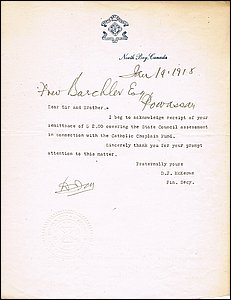 North Bay, Canada
Jan 19. 1918
Fred Barchler Esq
Powassan
Dear Sir and Brother,
I beg to acknowledge receipt of your
remittance of $ 2.00 covering the State Council assessment
in connection with the Catholic Chaplain Fund.
Sincerely thank you for your prompt
attention to this matter.
Fraternally yours
D.J. McKeown
Fin. Secy.